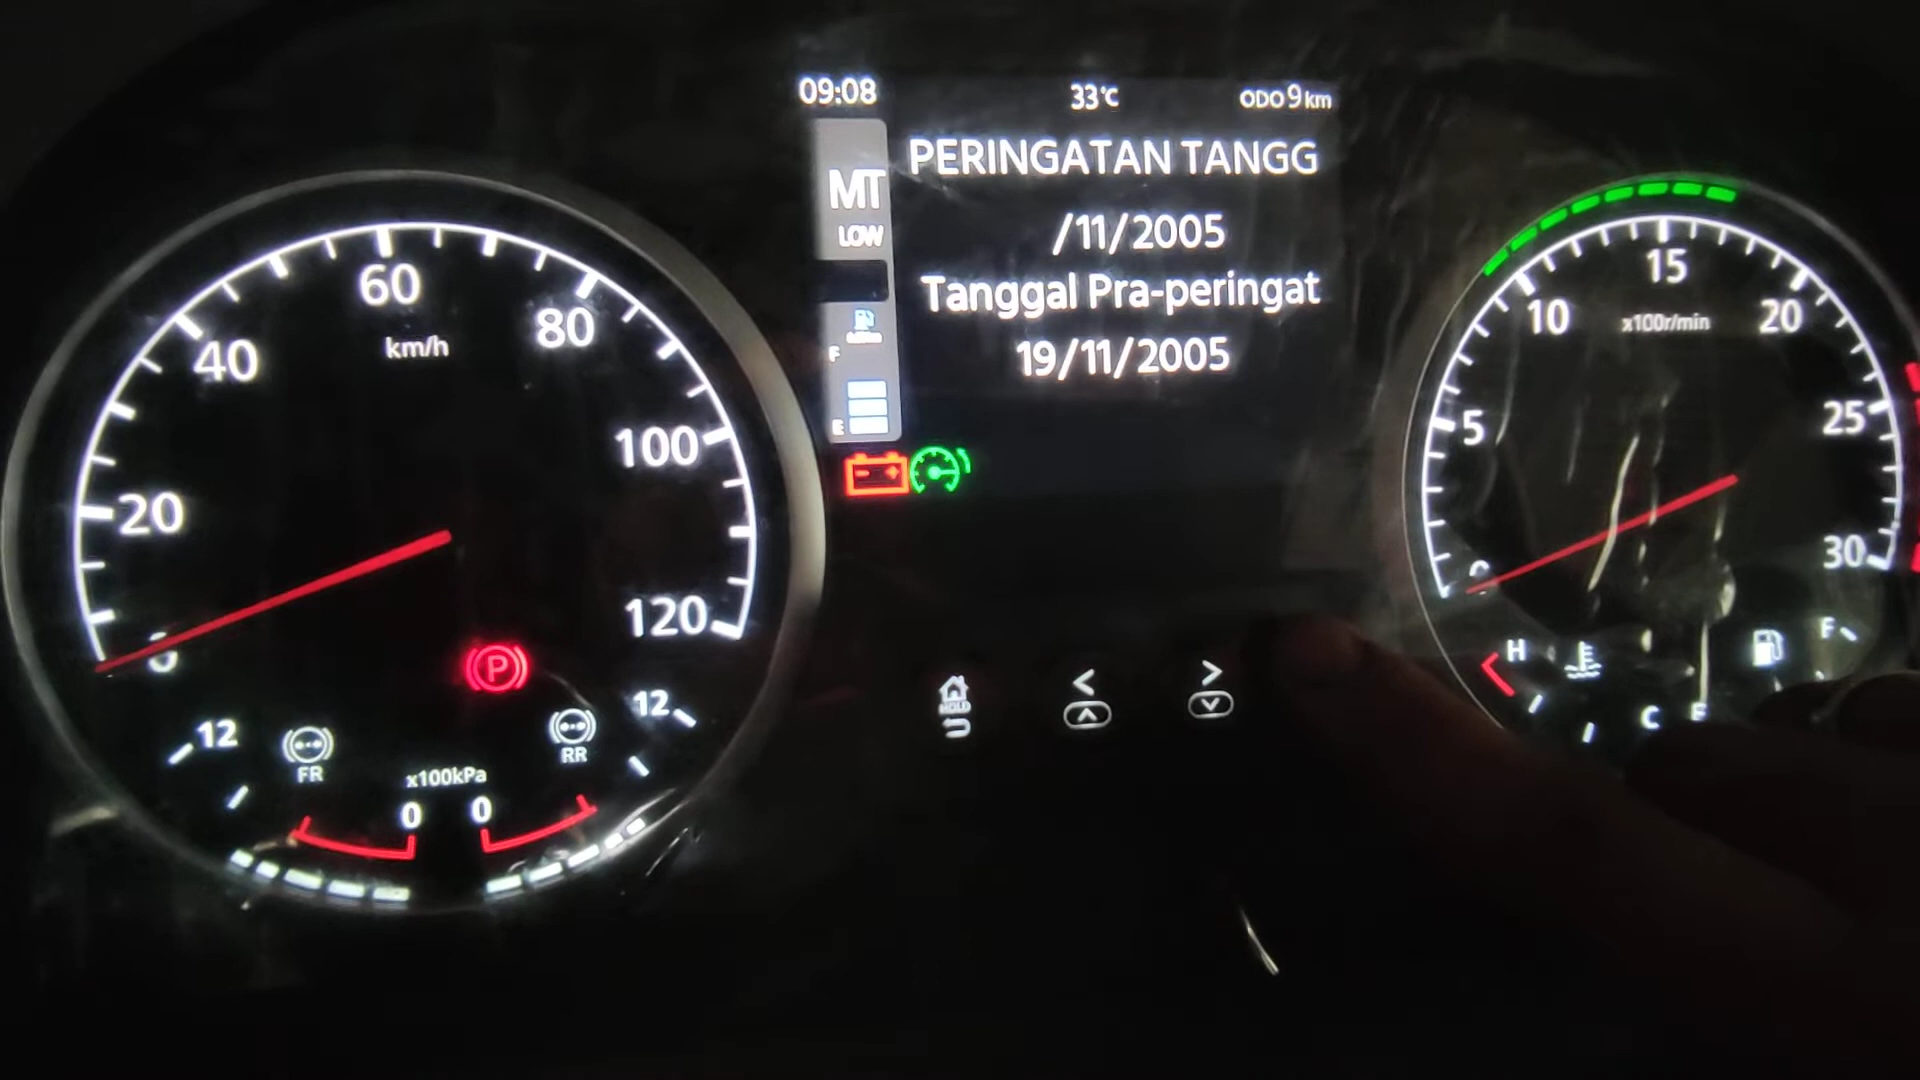 09:08 33°C ODO 9 km
PERINGATAN TANGG
MT
LOW
/11/2005
Tanggal Pra-peringat
19/11/2005
F
E
20
40
60
80
100
120
km/h
P
12
FR
x100kPa
0
0
RR
12
HOLD
0
5
10
15
20
25
30
x100r/min
H
C
E
F